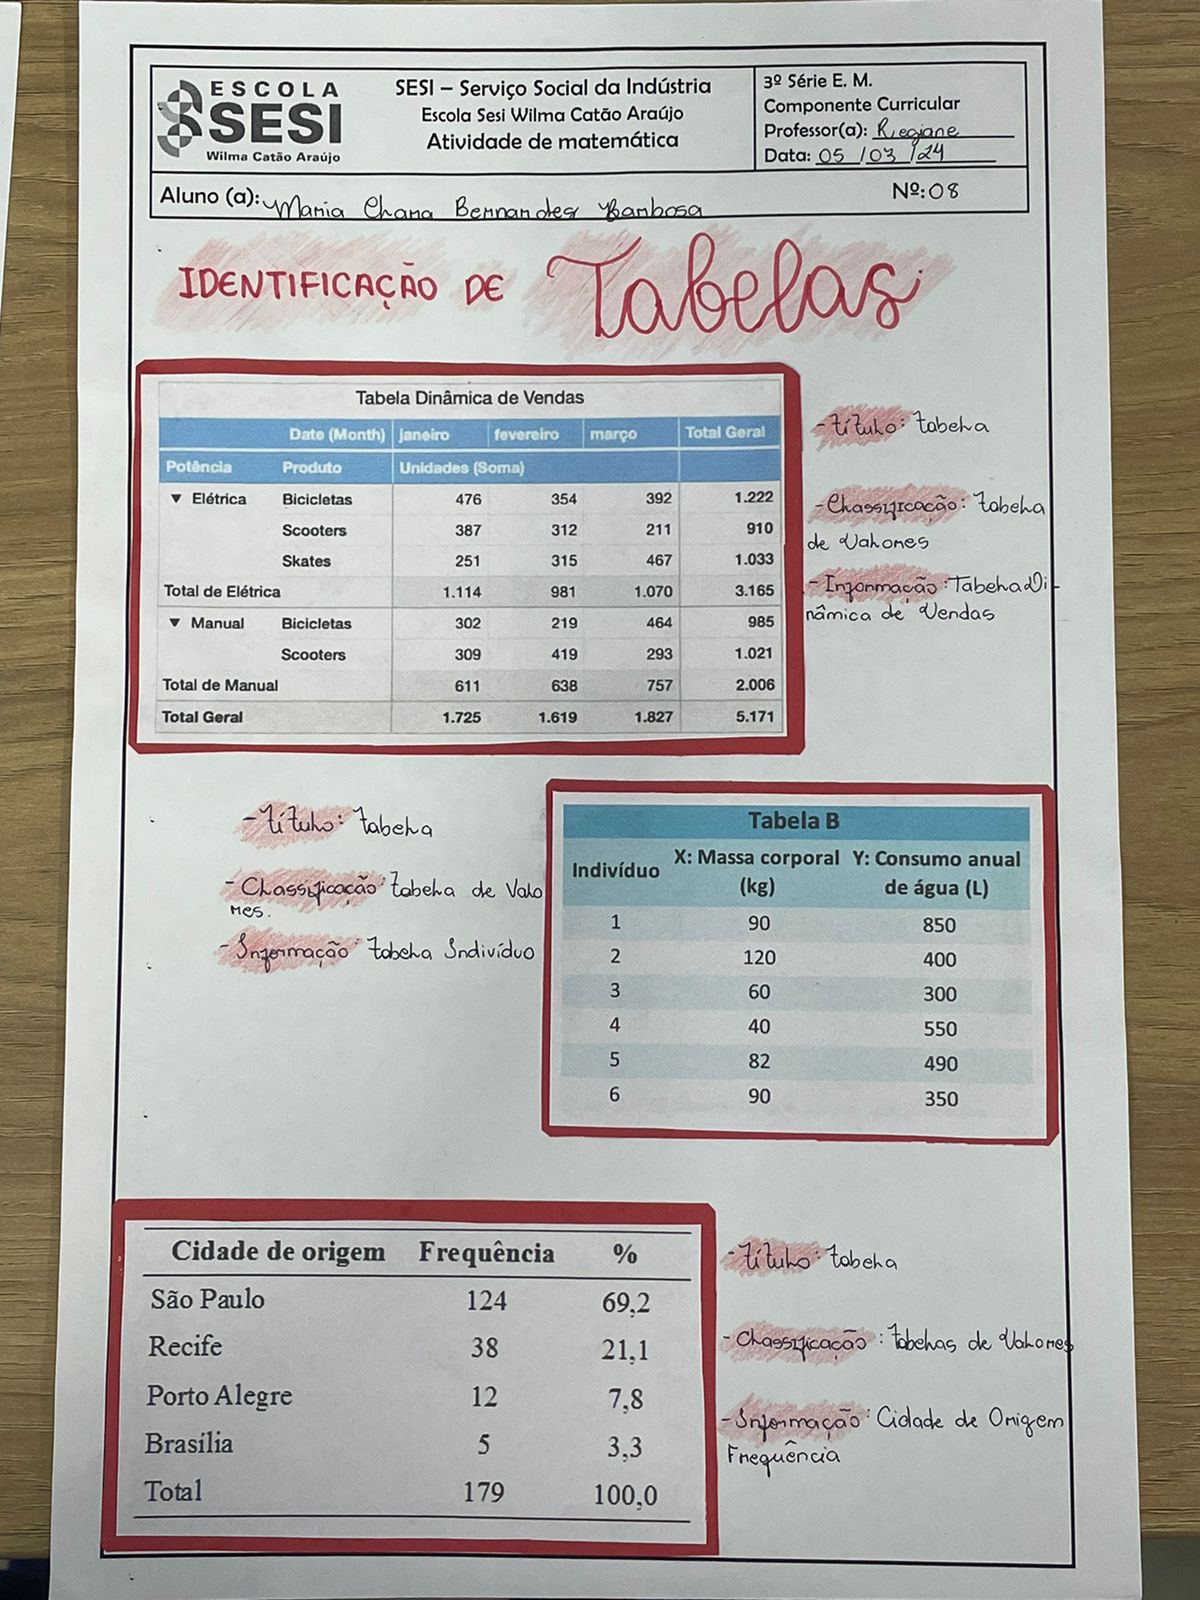 ESCOLA
SESI
Wilma Catão Araújo
SESI – Serviço Social da Indústria
Escola Sesi Wilma Catão Araújo
Atividade de matemática
3º Série E. M.
Componente Curricular
Professor(a): Regiane
Data: 05/03/24
Aluno (a): Maria Clara Bernardes Barbosa
Nº: 08
IDENTIFICAÇÃO DE Tabelas
Tabela Dinâmica de Vendas
Date (Month) janeiro fevereiro março Total Geral
Potência Produto Unidades (Soma)
▼ Elétrica Bicicletas 476 354 392 1.222
Scooters 387 312 211 910
Skates 251 315 467 1.033
Total de Elétrica 1.114 981 1.070 3.165
▼ Manual Bicicletas 302 219 464 985
Scooters 309 419 293 1.021
Total de Manual 611 638 757 2.006
Total Geral 1.725 1.619 1.827 5.171
- Título: tabela
- Classificação: tabela
de Valores
- Informação: Tabela Di-
nâmica de Vendas
- Título: tabela
- Classificação: tabela de Valo
res.
- Informação: tabela Indivíduo
Tabela B
Indivíduo X: Massa corporal (kg) Y: Consumo anual de água (L)
1 90 850
2 120 400
3 60 300
4 40 550
5 82 490
6 90 350
Cidade de origem Frequência %
São Paulo 124 69,2
Recife 38 21,1
Porto Alegre 12 7,8
Brasília 5 3,3
Total 179 100,0
- Título: tabela
- Classificação: tabelas de Valores
- Informação: Cidade de Origem
Frequência